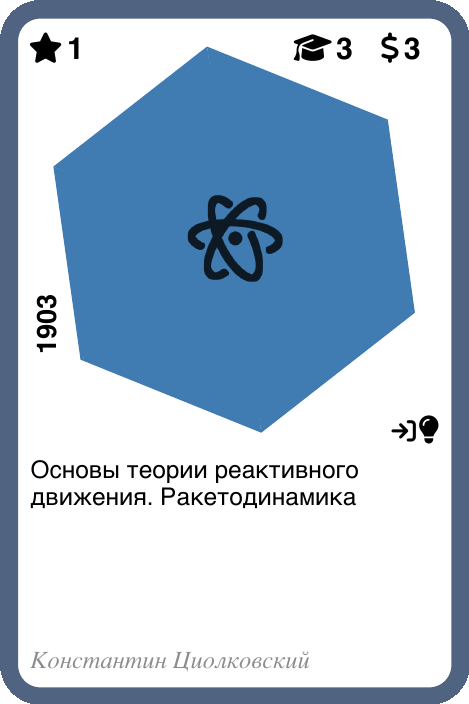 1
3
$3
1903
Основы теории реактивного
движения. Ракетодинамика
Константин Циолковский